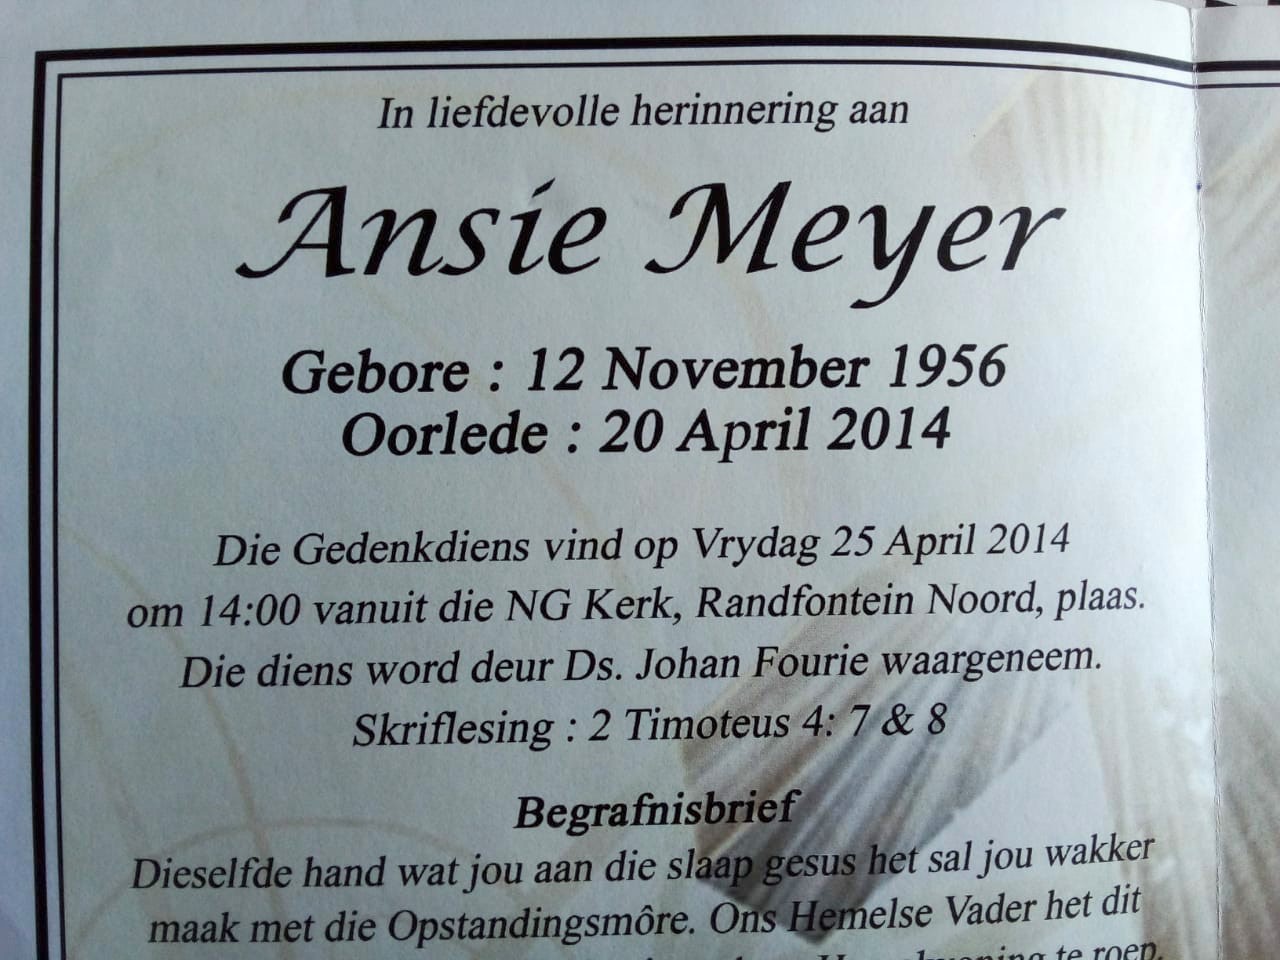 In liefdevolle herinnering aan
Ansie Meyer
Gebore : 12 November 1956
Oorlede : 20 April 2014
Die Gedenkdiens vind op Vrydag 25 April 2014
om 14:00 vanuit die NG Kerk, Randfontein Noord, plaas.
Die diens word deur Ds. Johan Fourie waargeneem.
Skriflesing : 2 Timoteus 4: 7 & 8
Begrafnisbrief
Dieselfde hand wat jou aan die slaap gesus het sal jou wakker
maak met die Opstandingsmôre. Ons Hemelse Vader het dit
te roep.